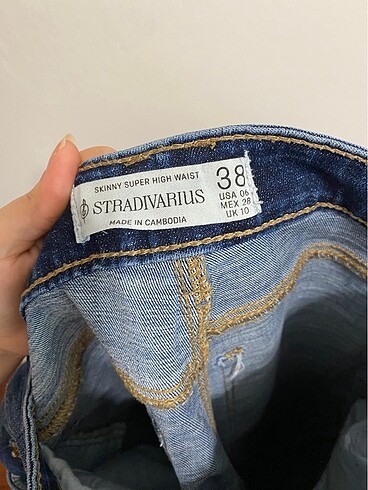 SKINNY SUPER HIGH WAIST
STRADIVARIUS
MADE IN CAMBODIA
38
USA 06
MEX 28
UK 10